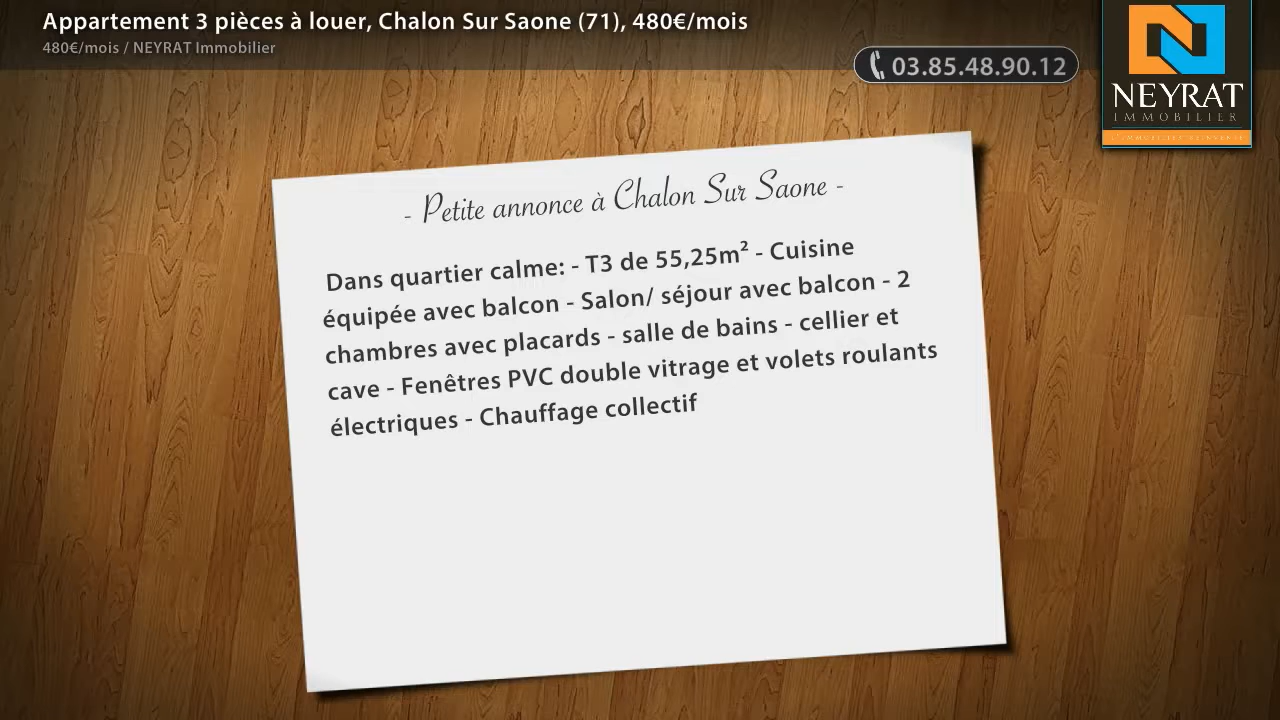 Appartement 3 pièces à louer, Chalon Sur Saone (71), 480€/mois
480€/mois / NEYRAT Immobilier
03.85.48.90.12
NEYRAT
IMMOBILIER
- Petite annonce à Chalon Sur Saone -
Dans quartier calme: - T3 de 55,25m² - Cuisine
équipée avec balcon - Salon/ séjour avec balcon - 2
chambres avec placards - salle de bains - cellier et
cave - Fenêtres PVC double vitrage et volets roulants
électriques - Chauffage collectif